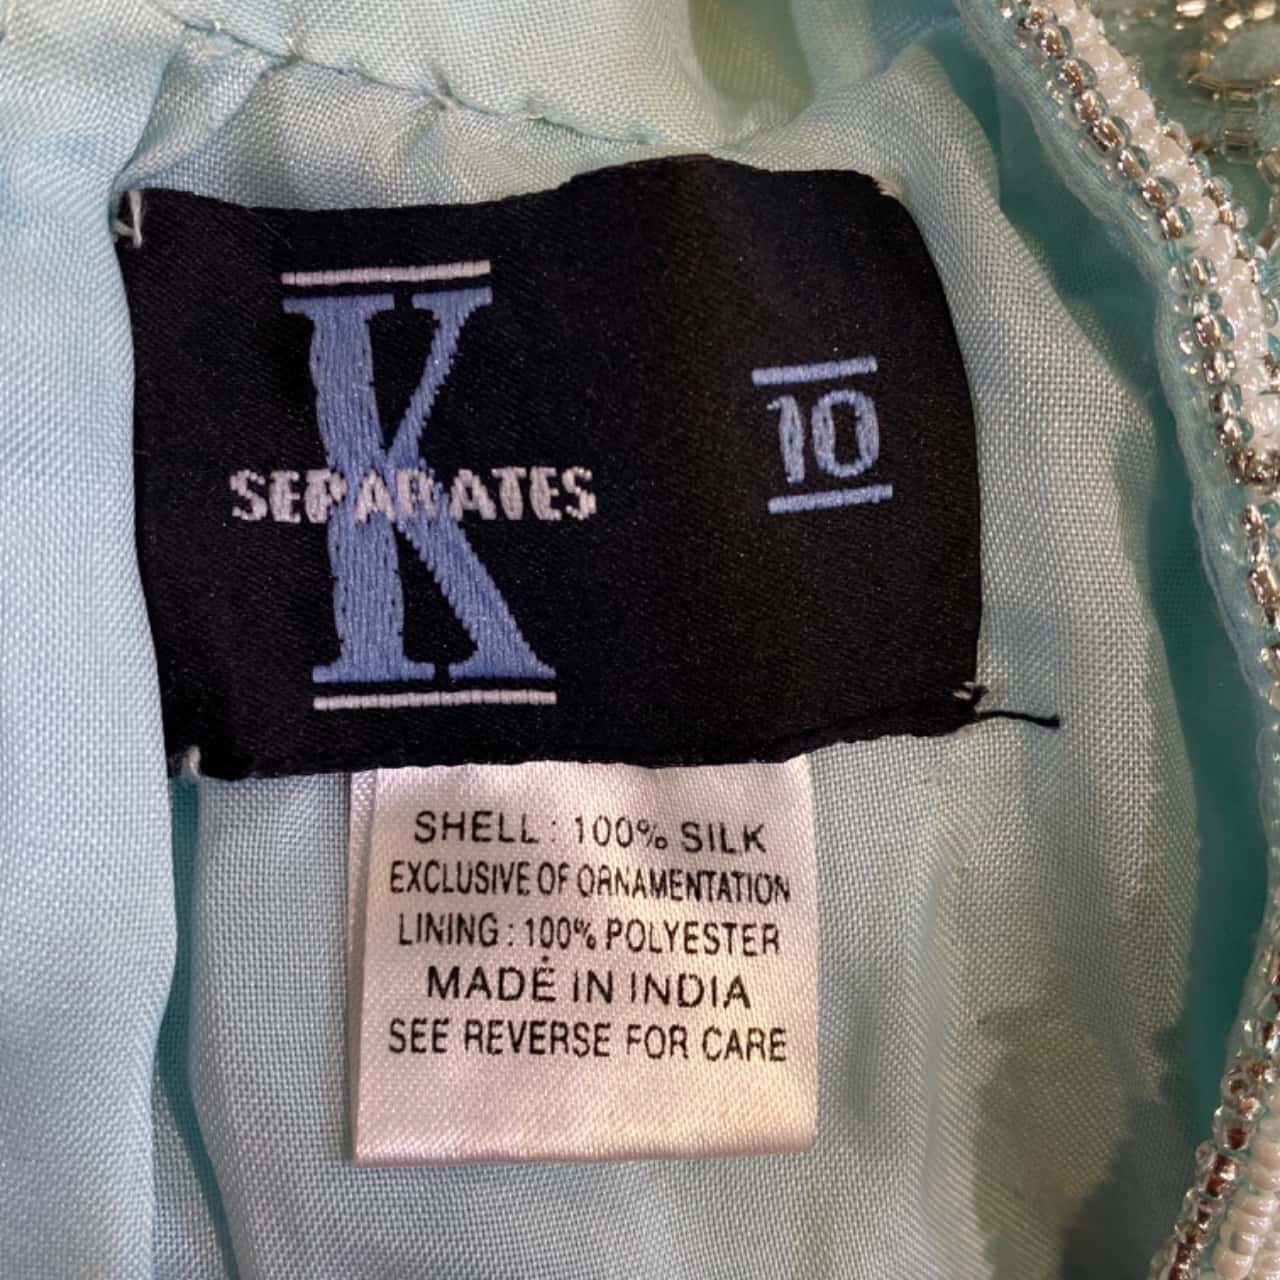 K
SEPARATES
10
SHELL : 100% SILK
EXCLUSIVE OF ORNAMENTATION
LINING : 100% POLYESTER
MADE IN INDIA
SEE REVERSE FOR CARE